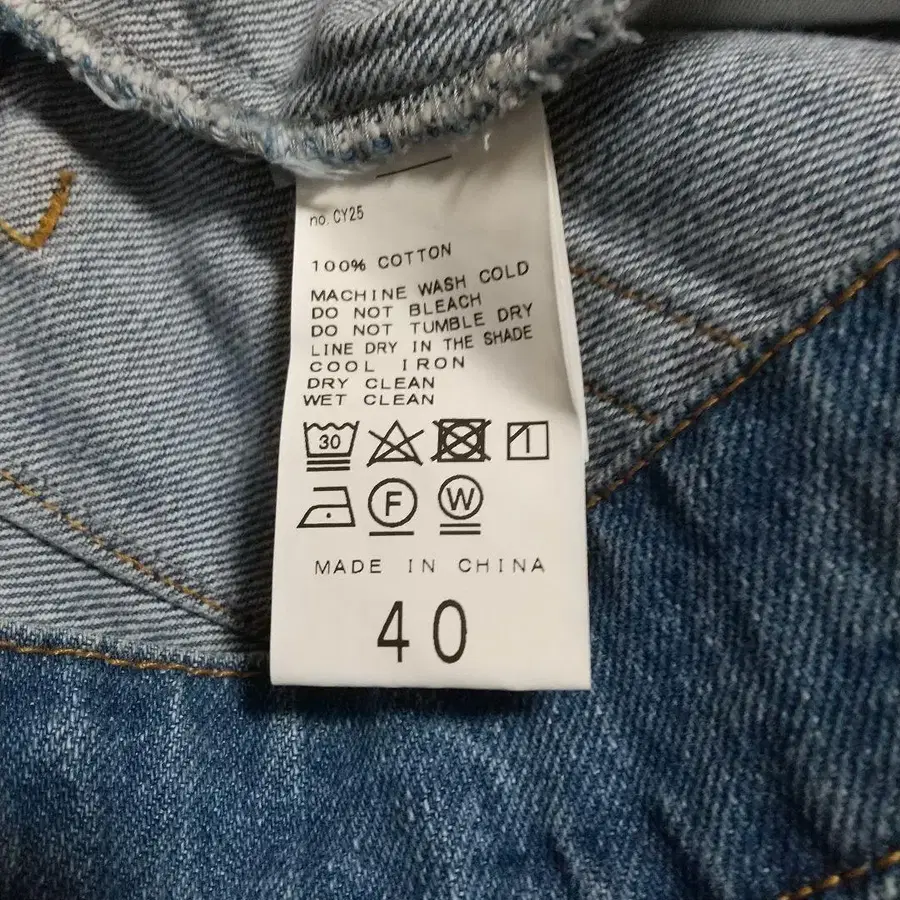 no. CY25
100% COTTON
MACHINE WASH COLD
DO NOT BLEACH
DO NOT TUMBLE DRY
LINE DRY IN THE SHADE
COOL IRON
DRY CLEAN
WET CLEAN
30
F W
MADE IN CHINA
40